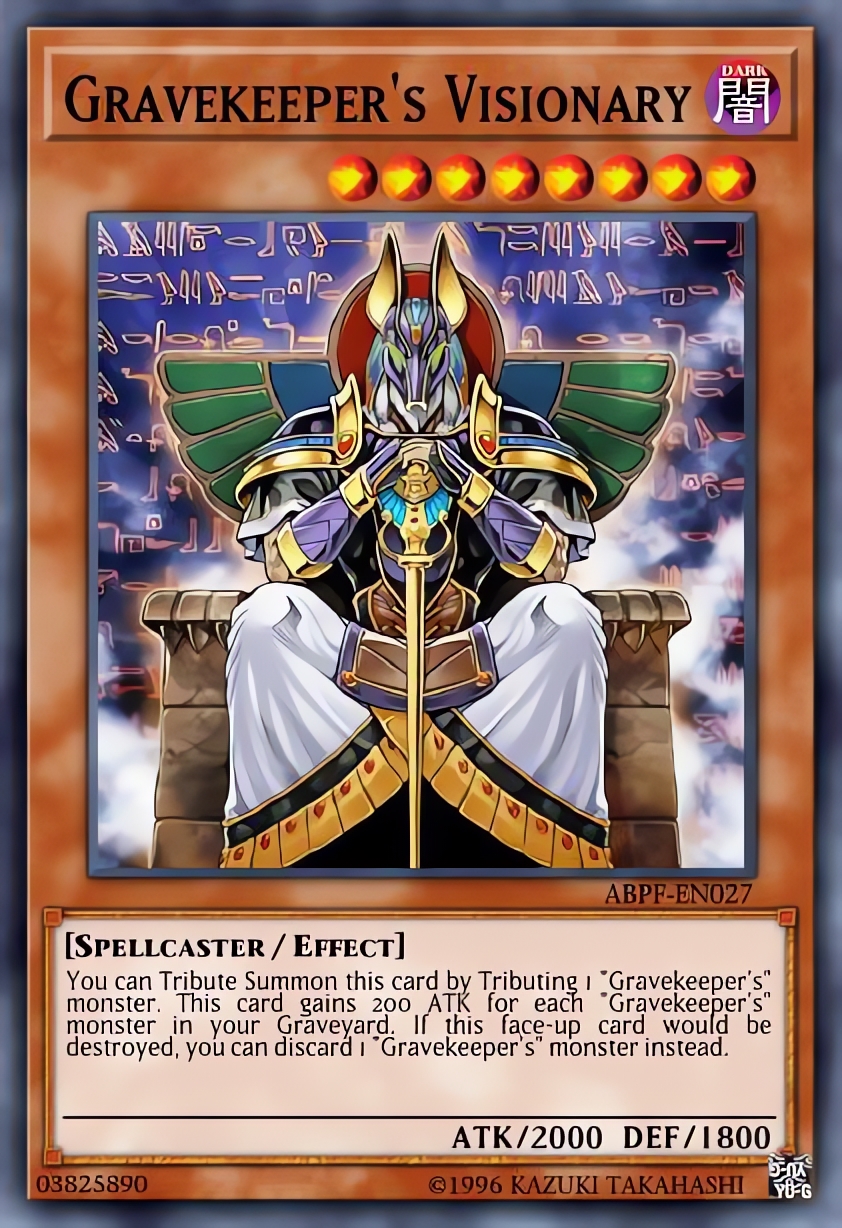 GRAVEKEEPER'S VISIONARY
DARK
闇
ABPF-EN027
[SPELLCASTER / EFFECT]
You can Tribute Summon this card by Tributing 1 "Gravekeeper's"
monster. This card gains 200 ATK for each "Gravekeeper's"
monster in your Graveyard. If this face-up card would be
destroyed, you can discard 1 "Gravekeeper's" monster instead.
ATK/2000 DEF/1800
03825890
©1996 KAZUKI TAKAHASHI